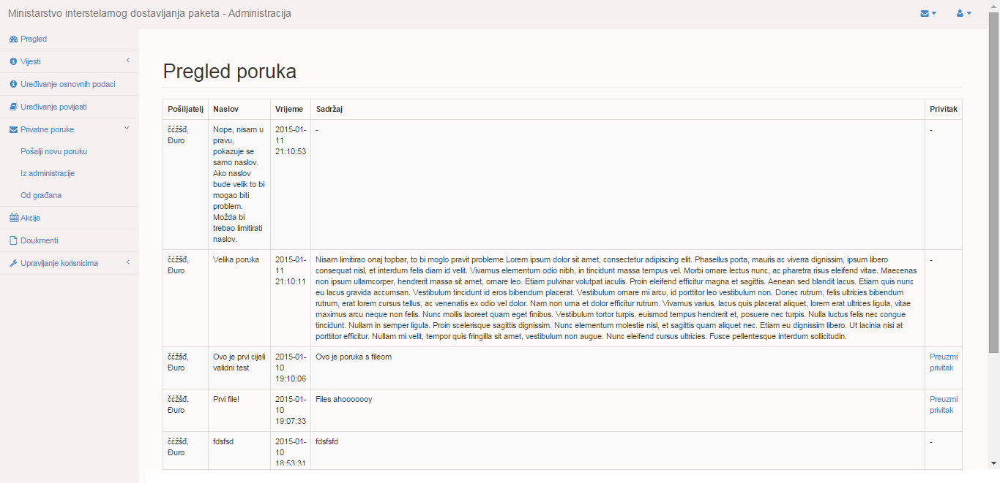 Ministarstvo interstelarnog dostavljanja paketa - Administracija
Pregled
Vijesti
Uređivanje osnovnih podaci
Uređivanje povijesti
Privatne poruke
Pošalji novu poruku
Iz administracije
Od građana
Akcije
Doukmenti
Upravljanje korisnicima
Pregled poruka
Pošiljatelj Naslov Vrijeme Sadržaj Privitak
čćžšđ,
Đuro
Nope, nisam u
pravu,
pokazuje se
samo naslov.
Ako naslov
bude velik to bi
mogao biti
problem.
Možda bi
trebao limitirati
naslov.
2015-01-
11
21:10:53
-
-
čćžšđ,
Đuro
Velika poruka
2015-01-
11
21:10:11
Nisam limitirao onaj topbar, to bi moglo pravit probleme Lorem ipsum dolor sit amet, consectetur adipiscing elit. Phasellus porta, mauris ac viverra dignissim, ipsum libero
consequat nisl, et interdum felis diam id velit. Vivamus elementum odio nibh, in tincidunt massa tempus vel. Morbi ornare lectus nunc, ac pharetra risus eleifend vitae. Maecenas
non ipsum ullamcorper, hendrerit massa sit amet, ornare leo. Etiam pulvinar volutpat iaculis. Proin eleifend efficitur magna et sagittis. Aenean sed blandit lacus. Etiam quis nunc
eu lacus gravida accumsan. Vestibulum tincidunt id eros bibendum placerat. Vestibulum ornare mi arcu, id porttitor leo vestibulum non. Donec rutrum, felis ultricies bibendum
rutrum, erat lorem cursus tellus, ac venenatis ex odio vel dolor. Nam non urna et dolor efficitur rutrum. Vivamus varius, lacus quis placerat aliquet, lorem erat ultrices ligula, vitae
maximus arcu neque non felis. Nunc mollis laoreet quam eget finibus. Vestibulum tortor turpis, euismod tempus hendrerit et, posuere nec turpis. Nulla luctus felis nec congue
tincidunt. Nullam in semper ligula. Proin scelerisque sagittis dignissim. Nunc elementum molestie nisl, et sagittis quam aliquet nec. Etiam eu dignissim libero. Ut lacinia nisi at
porttitor efficitur. Nullam mi velit, tempor quis fringilla sit amet, vestibulum non augue. Nunc eleifend cursus ultricies. Fusce pellentesque interdum sollicitudin.
-
čćžšđ,
Đuro
Ovo je prvi cijeli
validni test
2015-01-
10
19:10:06
Ovo je poruka s fileom
Preuzmi
privitak
čćžšđ,
Đuro
Prvi file!
2015-01-
10
19:07:33
Files ahooooooy
Preuzmi
privitak
čćžšđ,
Đuro
fdsfsd
2015-01-
10
18:53:31
fdsfsfd
-